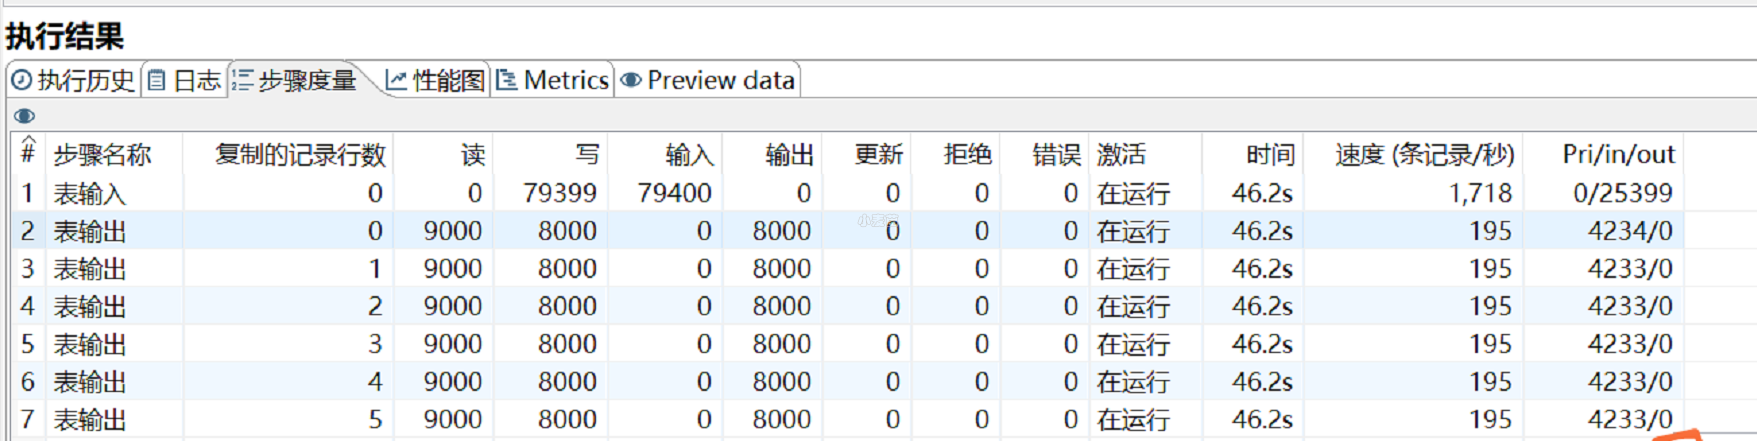 执行结果
执行历史 日志 步骤度量 性能图 Metrics Preview data
# 步骤名称 复制的记录行数 读 写 输入 输出 更新 拒绝 错误 激活 时间 速度 (条记录/秒) Pri/in/out
1 表输入 0 0 79399 79400 0 0 0 0 在运行 46.2s 1,718 0/25399
2 表输出 0 9000 8000 0 8000 0 0 0 在运行 46.2s 195 4234/0
3 表输出 1 9000 8000 0 8000 0 0 0 在运行 46.2s 195 4233/0
4 表输出 2 9000 8000 0 8000 0 0 0 在运行 46.2s 195 4233/0
5 表输出 3 9000 8000 0 8000 0 0 0 在运行 46.2s 195 4233/0
6 表输出 4 9000 8000 0 8000 0 0 0 在运行 46.2s 195 4233/0
7 表输出 5 9000 8000 0 8000 0 0 0 在运行 46.2s 195 4233/0